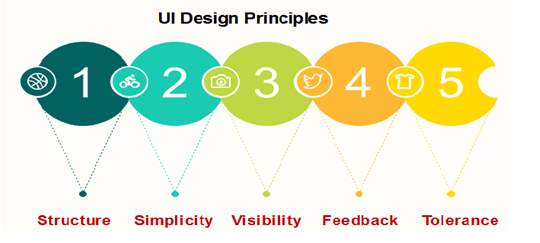 UI Design Principles
1 2 3 4 5
Structure Simplicity Visibility Feedback Tolerance